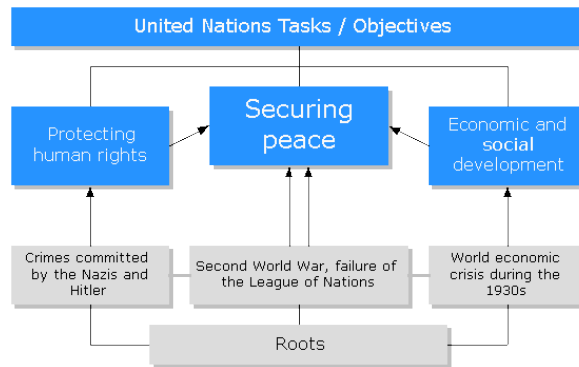 United Nations Tasks / Objectives
Protecting
human rights
Securing
peace
Economic and
social
development
Crimes committed
by the Nazis and
Hitler
Second World War, failure of
the League of Nations
World economic
crisis during the
1930s
Roots